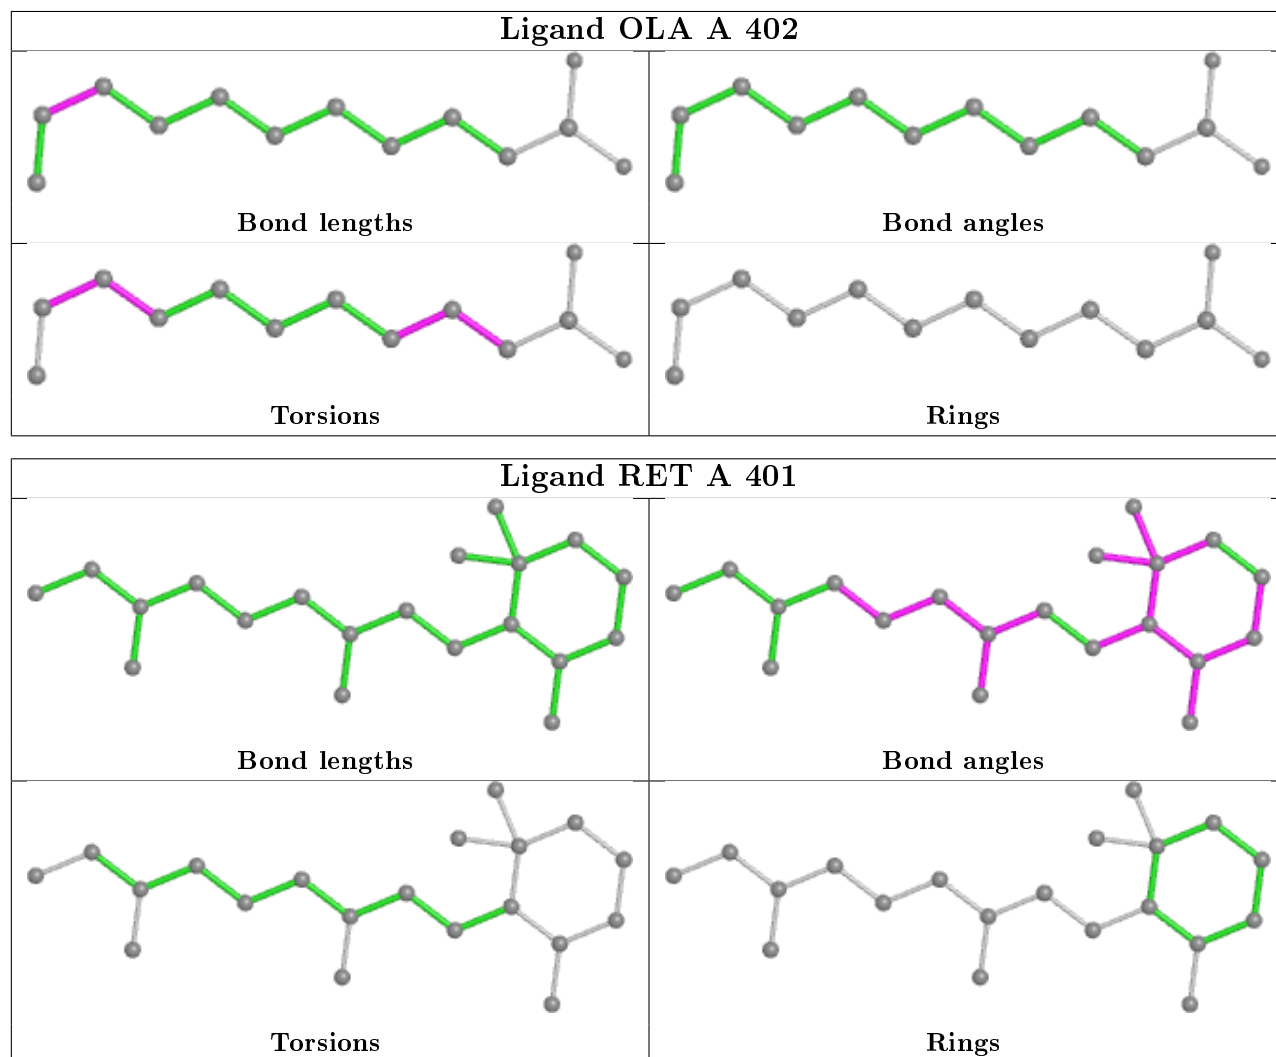 Ligand OLA A 402
Bond lengths
Bond angles
Torsions
Rings
Ligand RET A 401
Bond lengths
Bond angles
Torsions
Rings